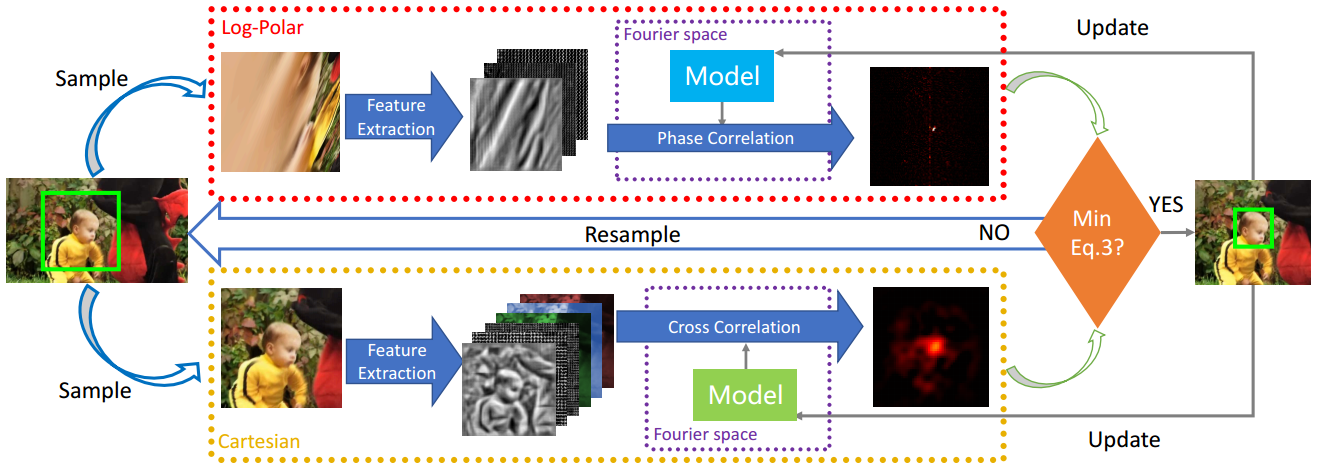 Log-Polar
Fourier space
Update
Sample
Model
Feature
Extraction
Phase Correlation
YES
Min
Eq.3?
Resample
NO
Cross Correlation
Feature
Extraction
Sample
Model
Cartesian
Fourier space
Update